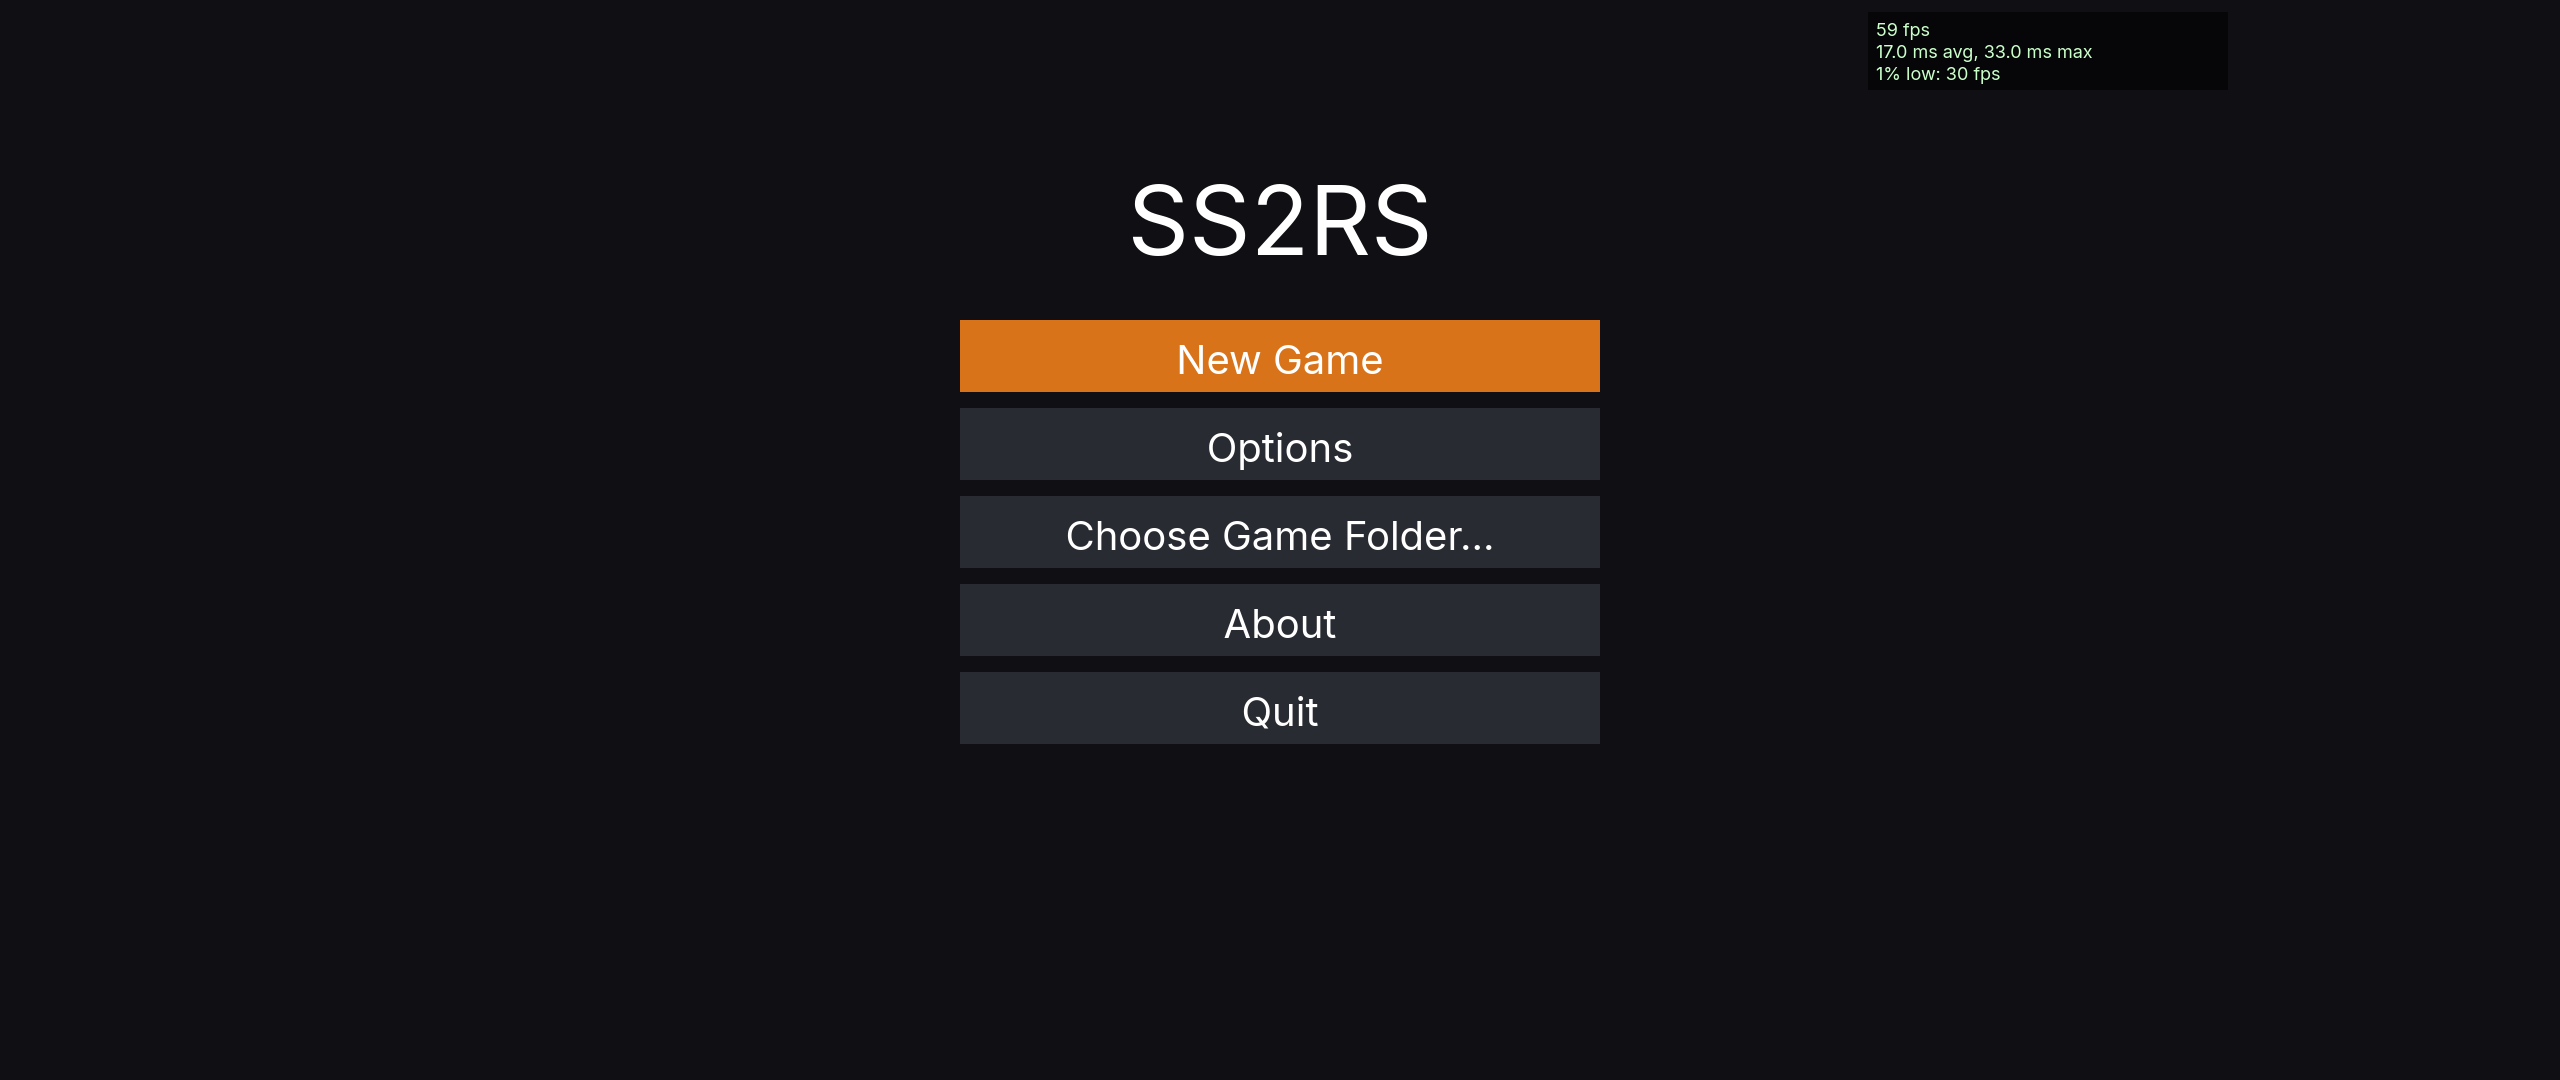 59 fps
17.0 ms avg, 33.0 ms max
1% low: 30 fps
SS2RS
New Game
Options
Choose Game Folder...
About
Quit